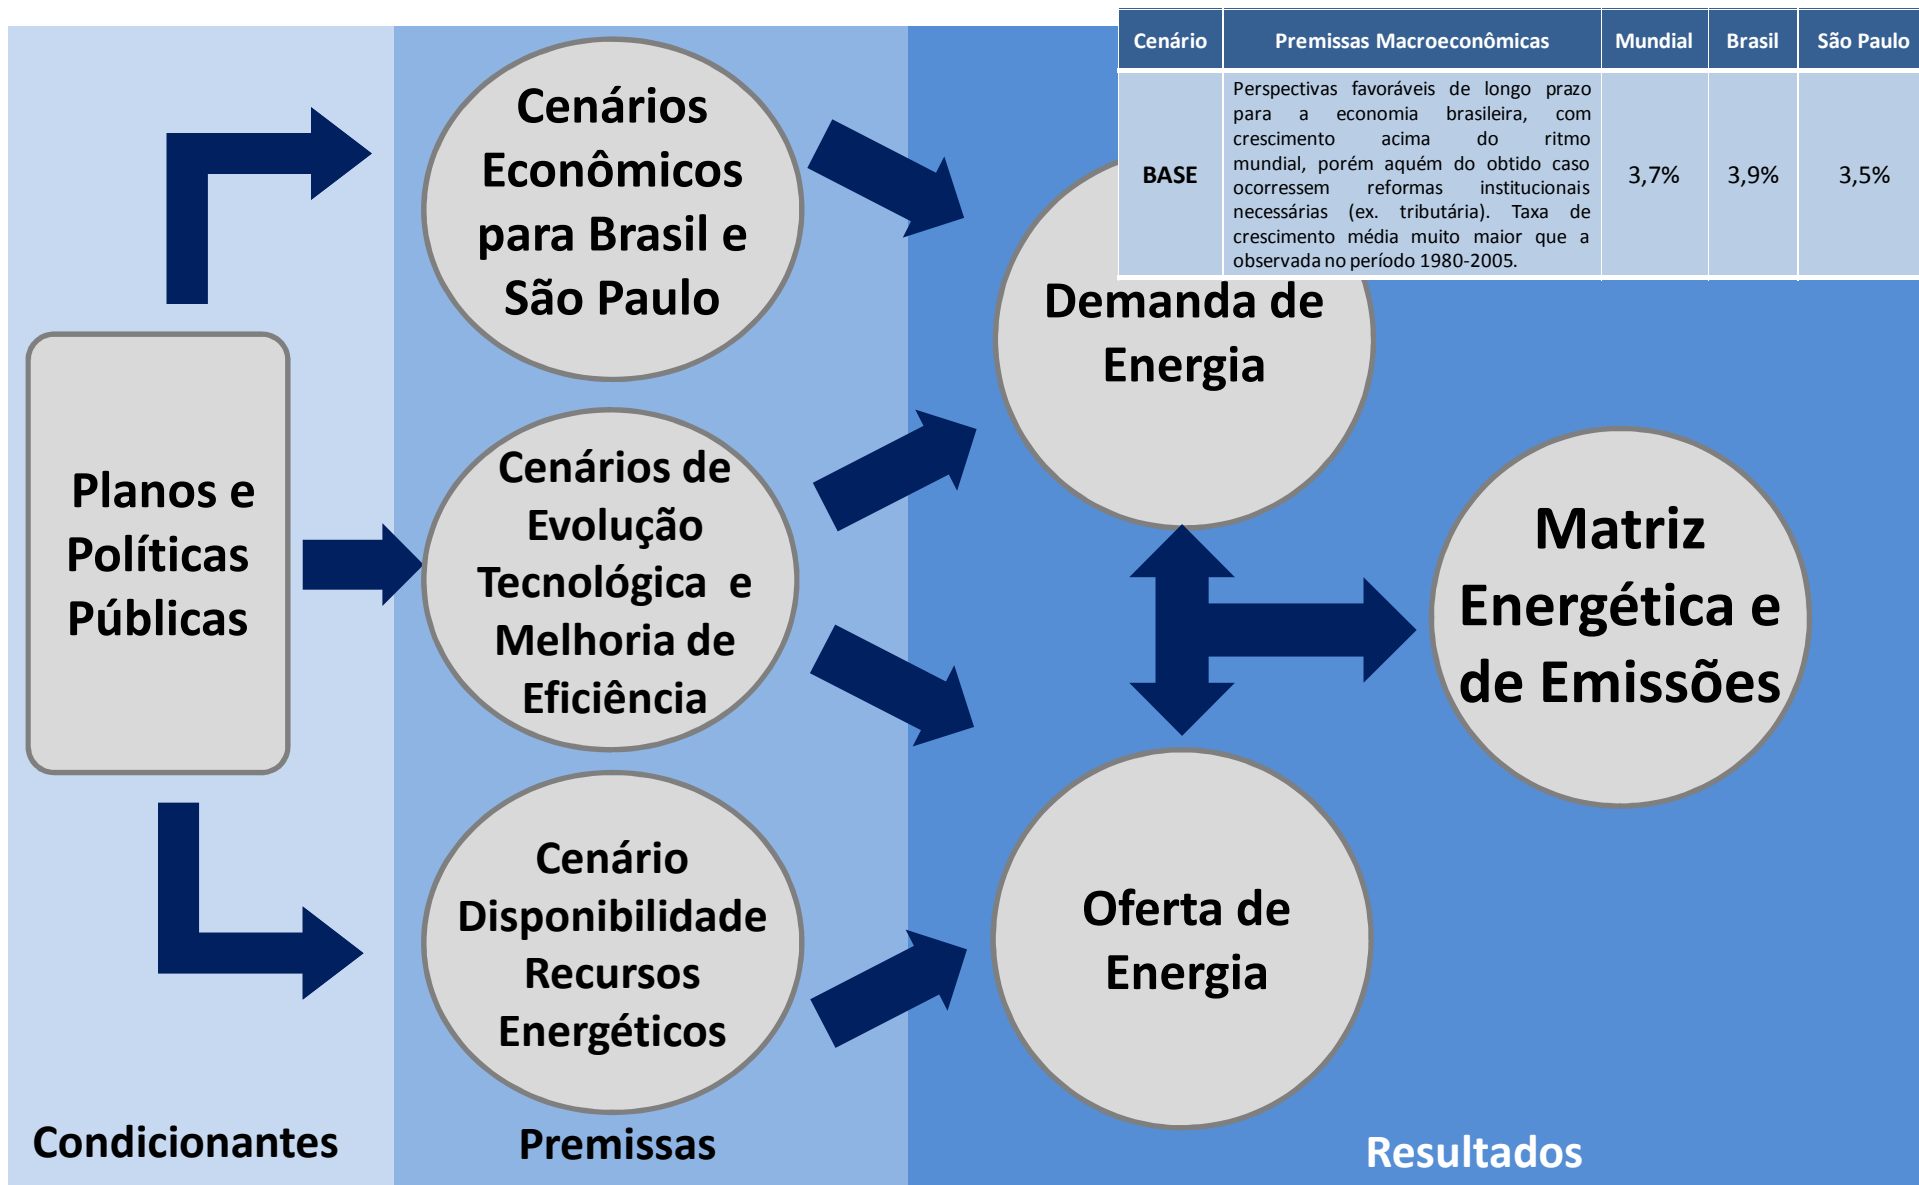 Cenário Premissas Macroeconômicas Mundial Brasil São Paulo
BASE
Perspectivas favoráveis de longo prazo
para a economia brasileira, com
crescimento acima do ritmo
mundial, porém aquém do obtido caso
ocorressem reformas institucionais
necessárias (ex. tributária). Taxa de
crescimento média muito maior que a
observada no período 1980-2005.
3,7% 3,9% 3,5%
Planos e
Políticas
Públicas
Condicionantes
Cenários
Econômicos
para Brasil e
São Paulo
Cenários de
Evolução
Tecnológica e
Melhoria de
Eficiência
Cenário
Disponibilidade
Recursos
Energéticos
Premissas
Demanda de
Energia
Oferta de
Energia
Matriz
Energética e
de Emissões
Resultados